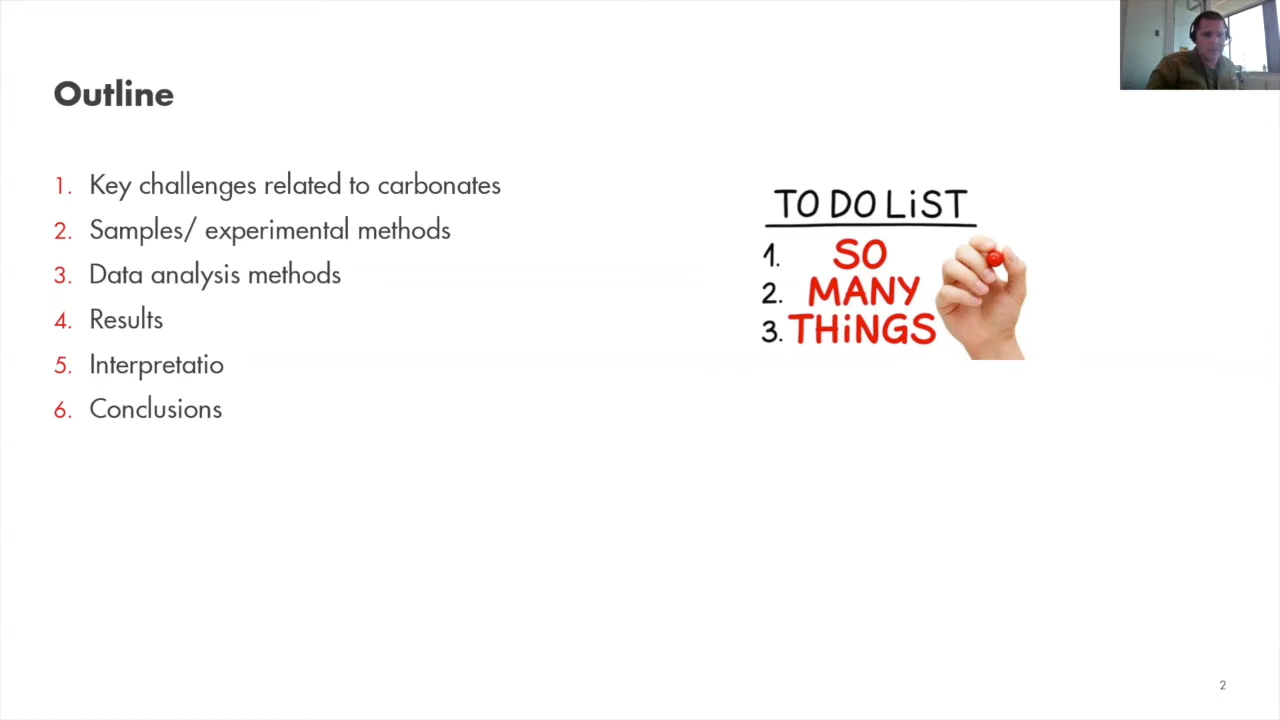 Outline
1. Key challenges related to carbonates
2. Samples/ experimental methods
3. Data analysis methods
4. Results
5. Interpretatio
6. Conclusions
TO DO LiST
1. SO
2. MANY
3. THiNGS
2